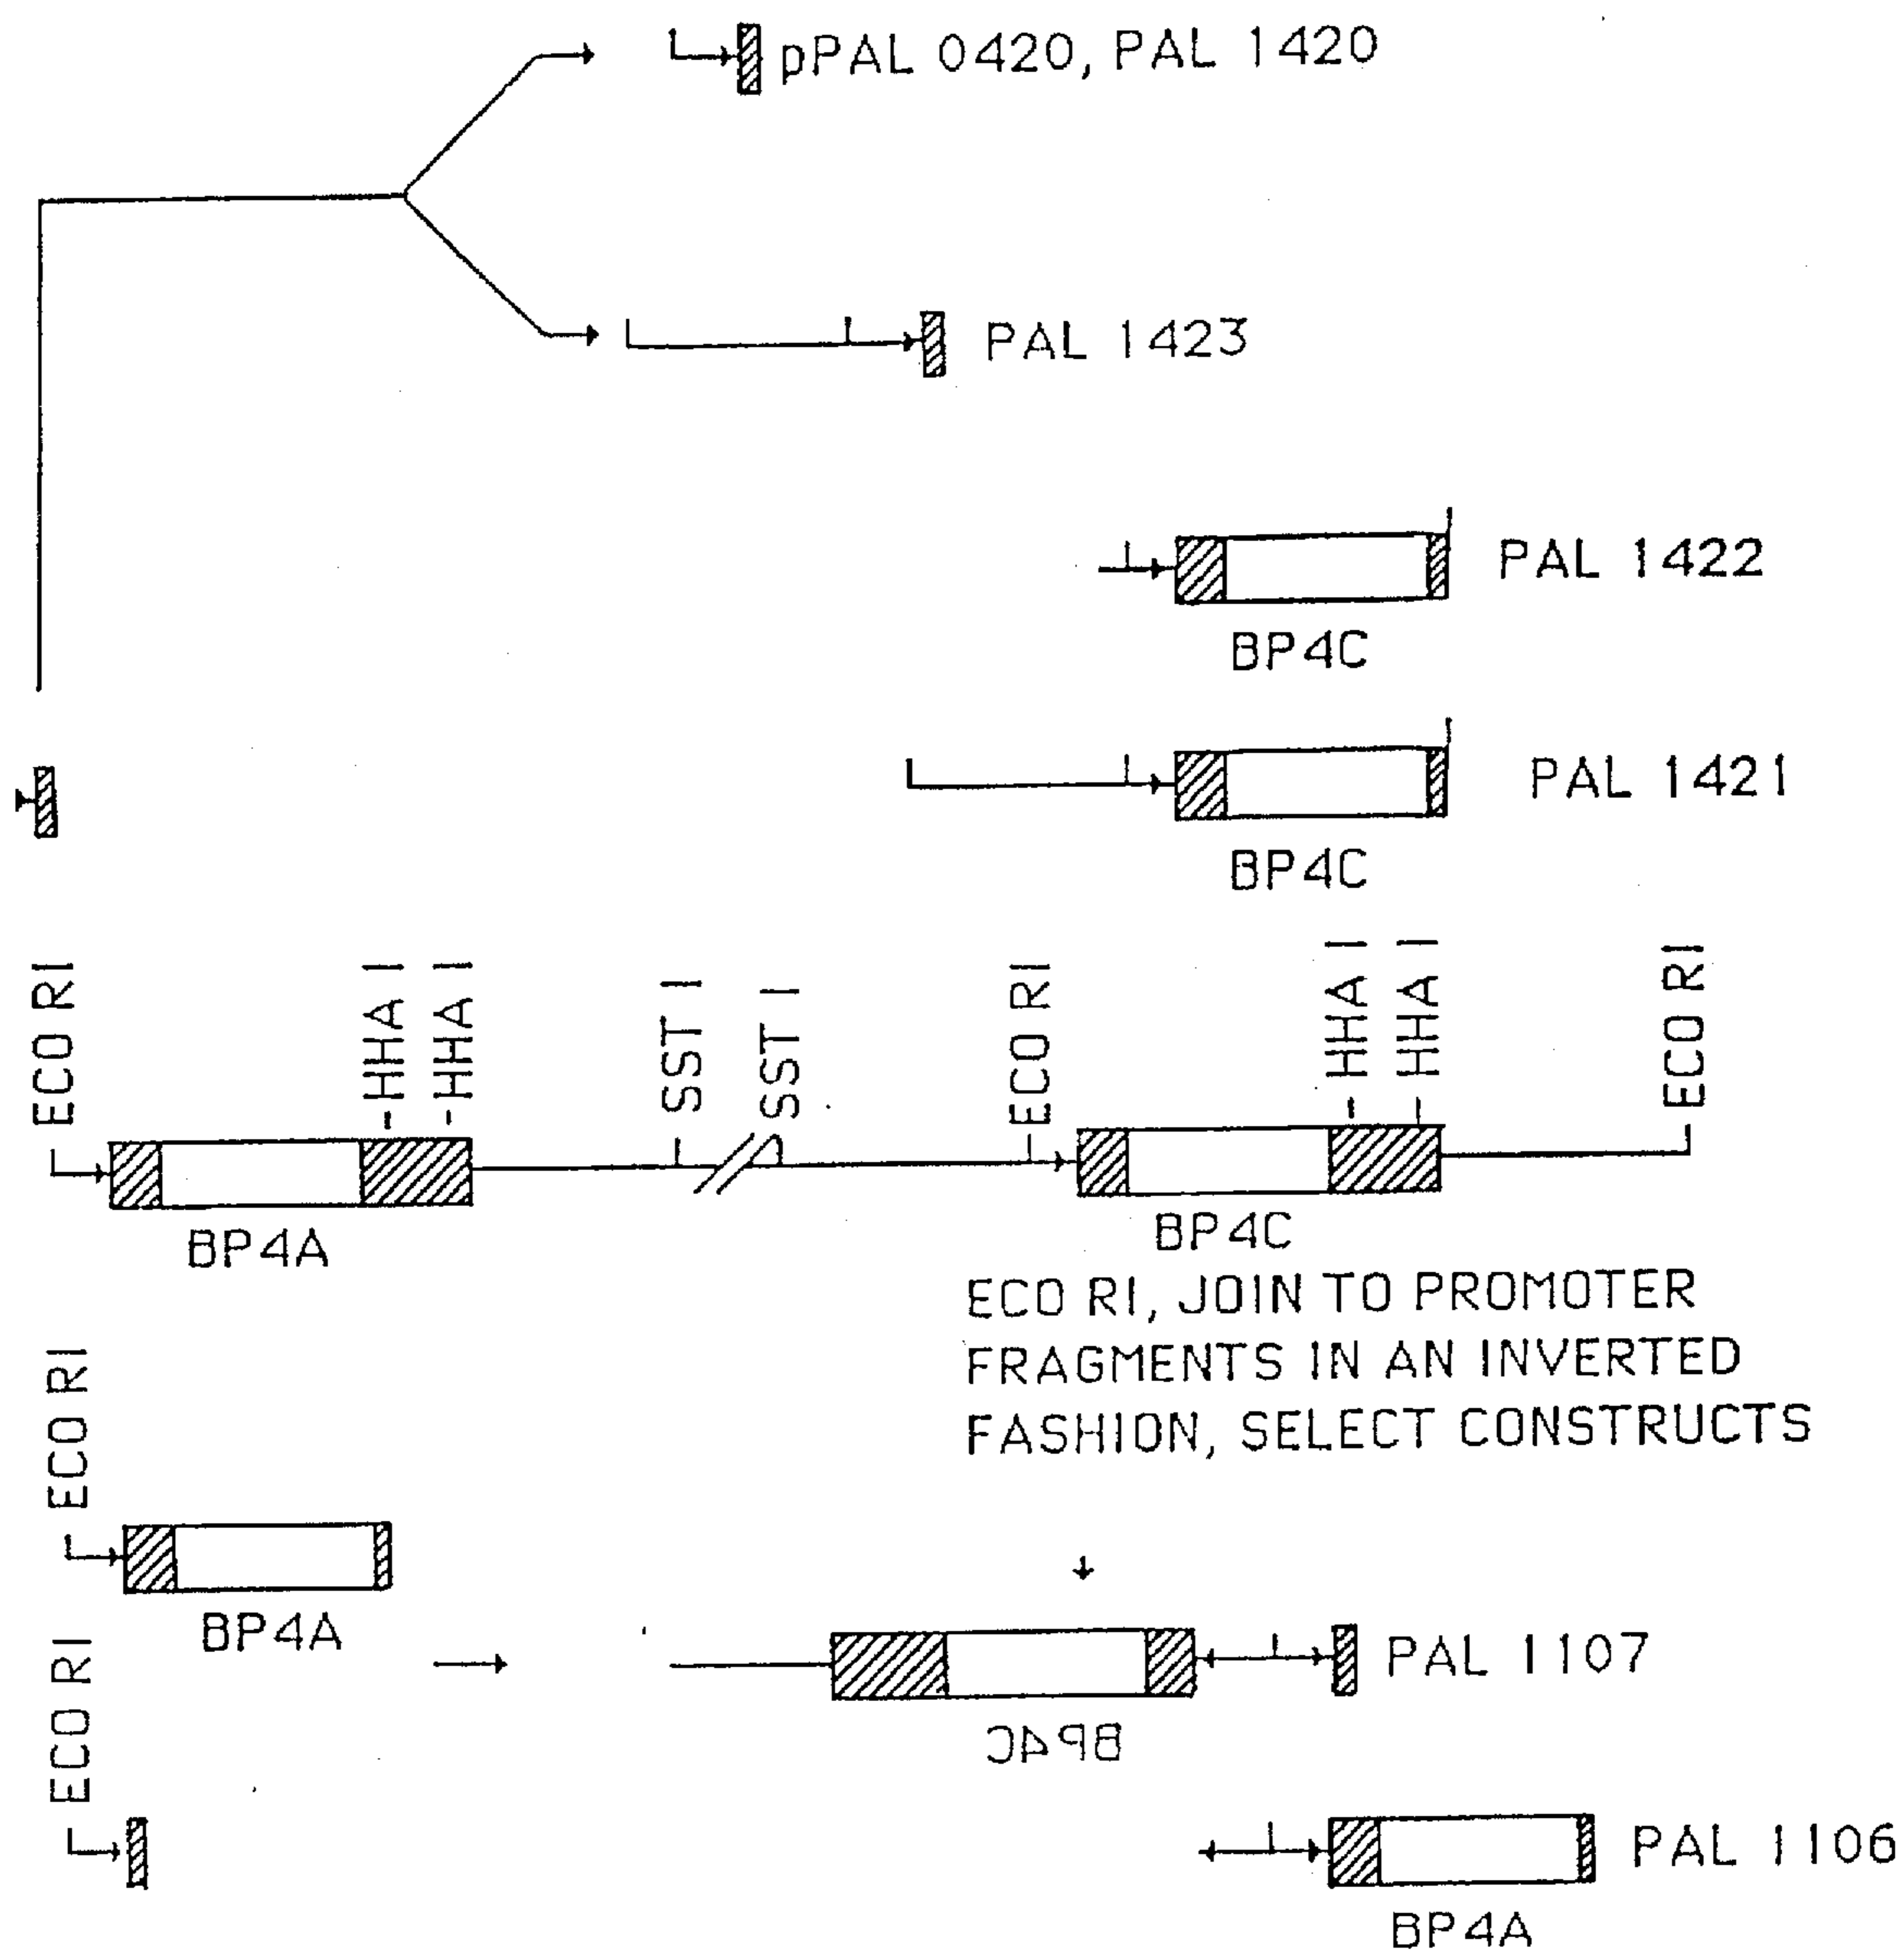 pPAL 0420, PAL 1420
PAL 1423
PAL 1422
BP4C
PAL 1421
BP4C
ECO RI
HHA I
HHA I
SST I
SST I
ECO RI
HHA I
HHA I
ECO RI
BP4A
BP4C
ECO RI, JOIN TO PROMOTER
FRAGMENTS IN AN INVERTED
FASHION, SELECT CONSTRUCTS
ECO RI
BP4A
PAL 1107
BP4C
ECO RI
PAL 1106
BP4A